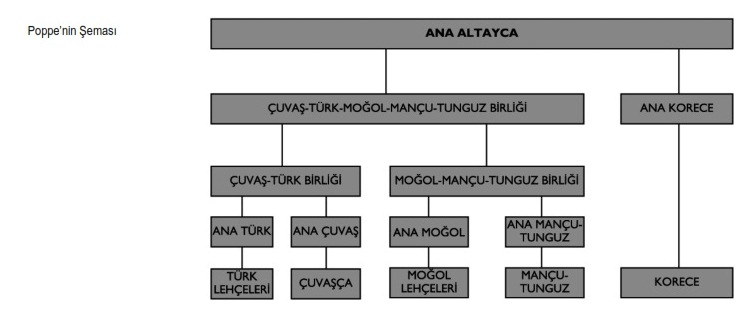 Poppe'nin Şeması
ANA ALTAYCA
ÇUVAŞ-TÜRK-MOĞOL-MANÇU-TUNGUZ BİRLİĞİ
ANA KORECE
ÇUVAŞ-TÜRK BİRLİĞİ
MOĞOL-MANÇU-TUNGUZ BİRLİĞİ
ANA TÜRK
ANA ÇUVAŞ
ANA MOĞOL
ANA MANÇU-
TUNGUZ
TÜRK
LEHÇELERİ
ÇUVAŞÇA
MOĞOL
LEHÇELERİ
MANÇU-
TUNGUZ
KORECE